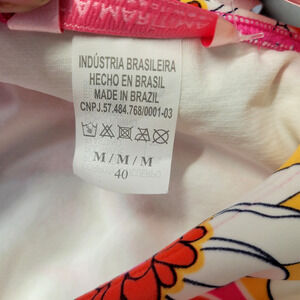 INDÚSTRIA BRASILEIRA
HECHO EN BRASIL
MADE IN BRAZIL
CNPJ.57.484.768/0001-03
M / M / M
40